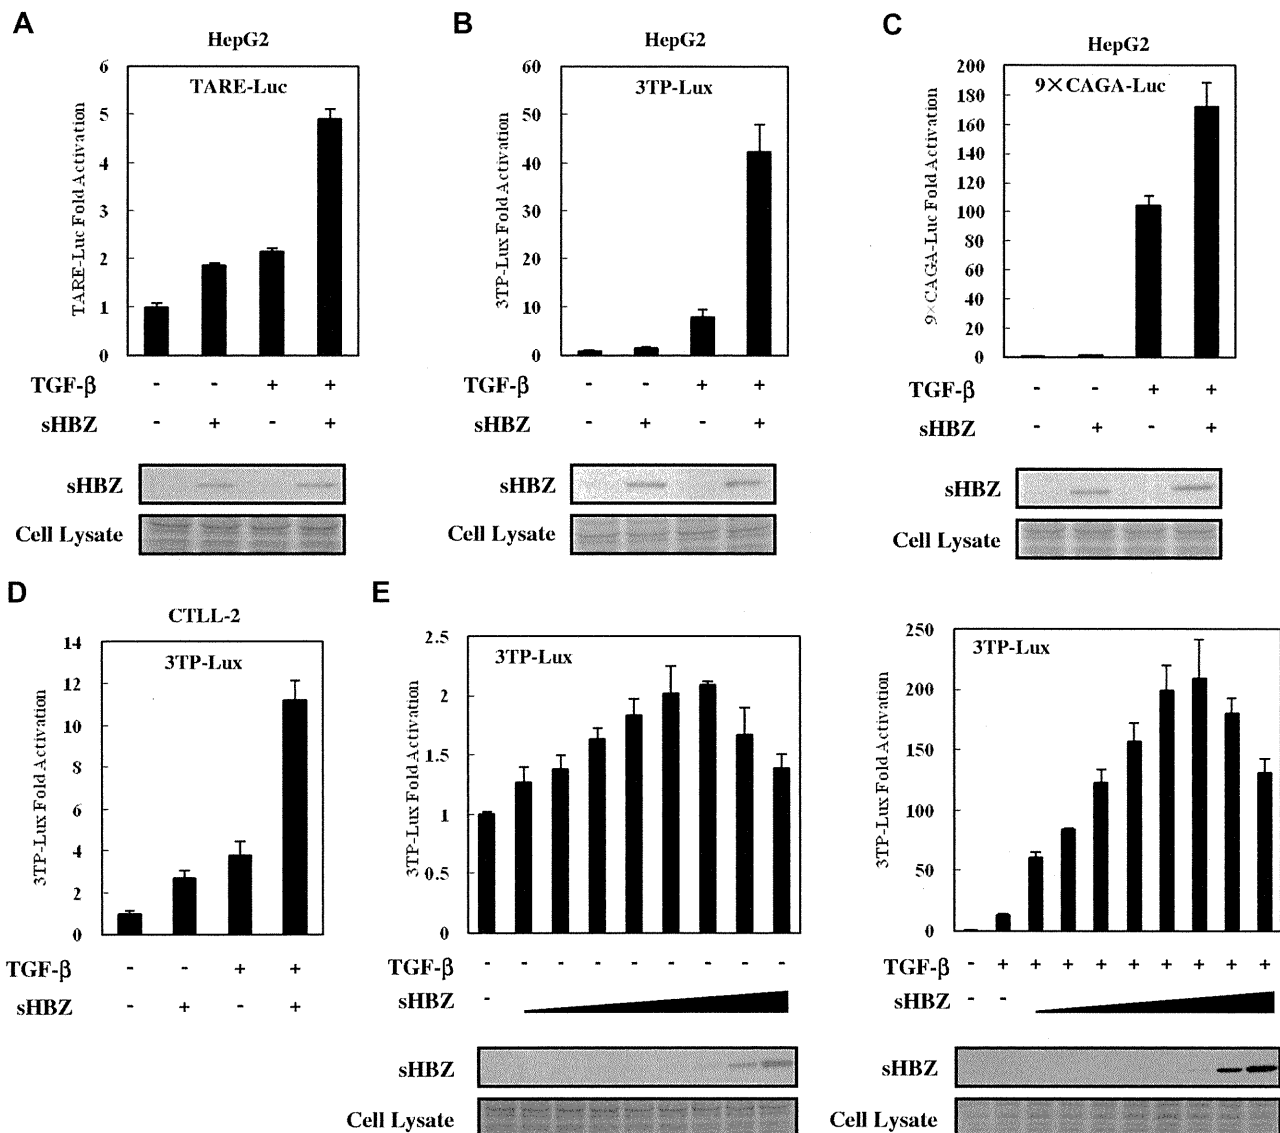 A
HepG2
TARE-Luc
TARE-Luc Fold Activation
6
5
4
3
2
1
0
TGF-β - - + +
sHBZ - + - +
sHBZ
Cell Lysate
B
HepG2
3TP-Lux
3TP-Lux Fold Activation
60
50
40
30
20
10
0
TGF-β - - + +
sHBZ - + - +
sHBZ
Cell Lysate
C
HepG2
9×CAGA-Luc
9×CAGA-Luc Fold Activation
200
180
160
140
120
100
80
60
40
20
0
TGF-β - - + +
sHBZ - + - +
sHBZ
Cell Lysate
D
CTLL-2
3TP-Lux
3TP-Lux Fold Activation
14
12
10
8
6
4
2
0
TGF-β - - + +
sHBZ - + - +
E
3TP-Lux
3TP-Lux Fold Activation
2.5
2
1.5
1
0.5
0
TGF-β - - - - - - - - -
sHBZ -
sHBZ
Cell Lysate
3TP-Lux
3TP-Lux Fold Activation
250
200
150
100
50
0
TGF-β - + + + + + + + + +
sHBZ - -
sHBZ
Cell Lysate